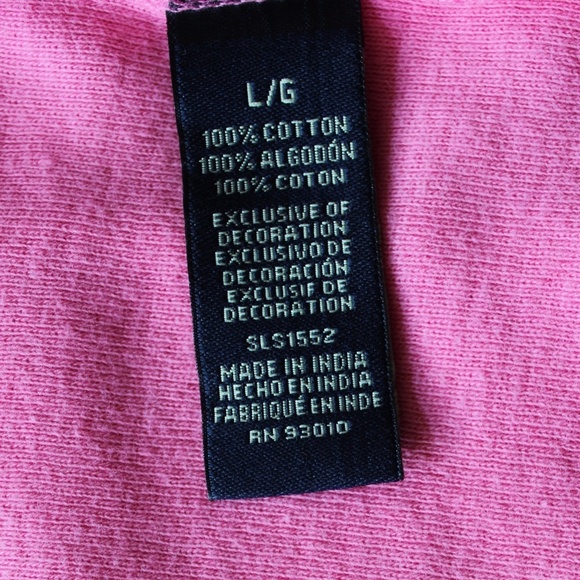 L/G
100% COTTON
100% ALGODÓN
100% COTON
EXCLUSIVE OF
DECORATION
EXCLUSIVO DE
DECORACIÓN
EXCLUSIF DE
DECORATION
SLS1552
MADE IN INDIA
HECHO EN INDIA
FABRIQUÉ EN INDE
RN 93010